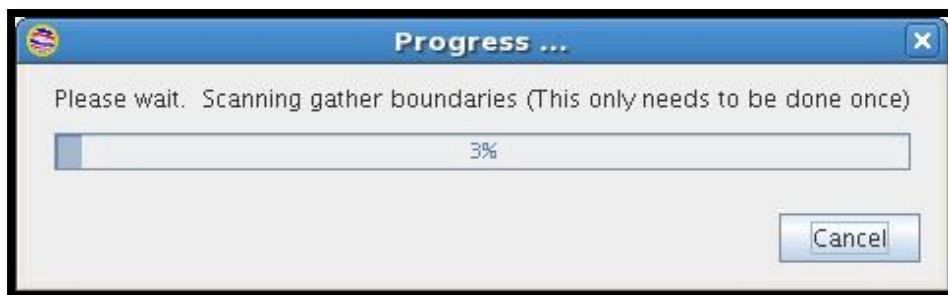 Progress ...
Please wait.  Scanning gather boundaries (This only needs to be done once)
3%
Cancel